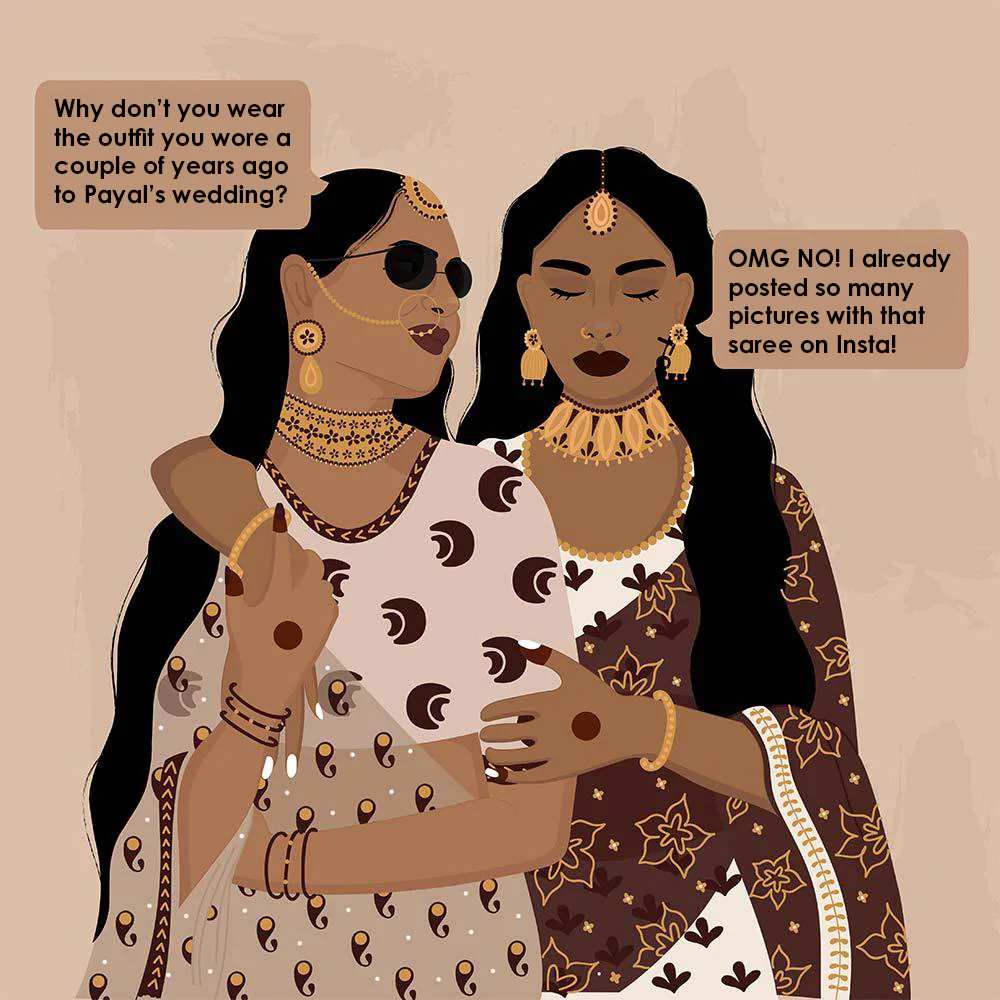 Why don't you wear
the outfit you wore a
couple of years ago
to Payal's wedding?
OMG NO! I already
posted so many
pictures with that
saree on Insta!